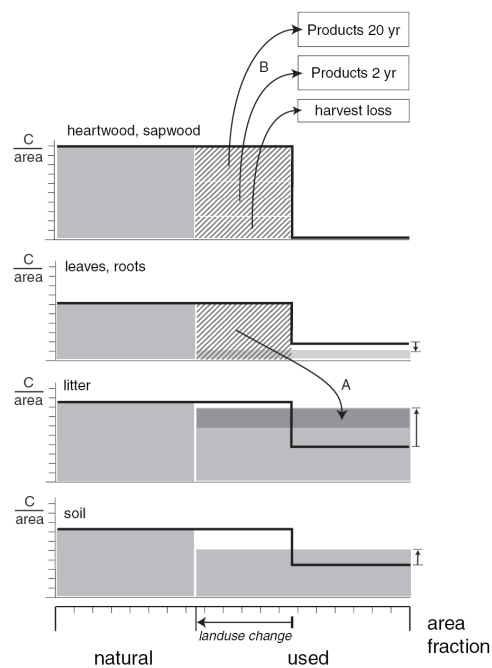 Products 20 yr
B
Products 2 yr
harvest loss
heartwood, sapwood
C
area
leaves, roots
C
area
A
litter
C
area
soil
C
area
landuse change
area
fraction
natural
used